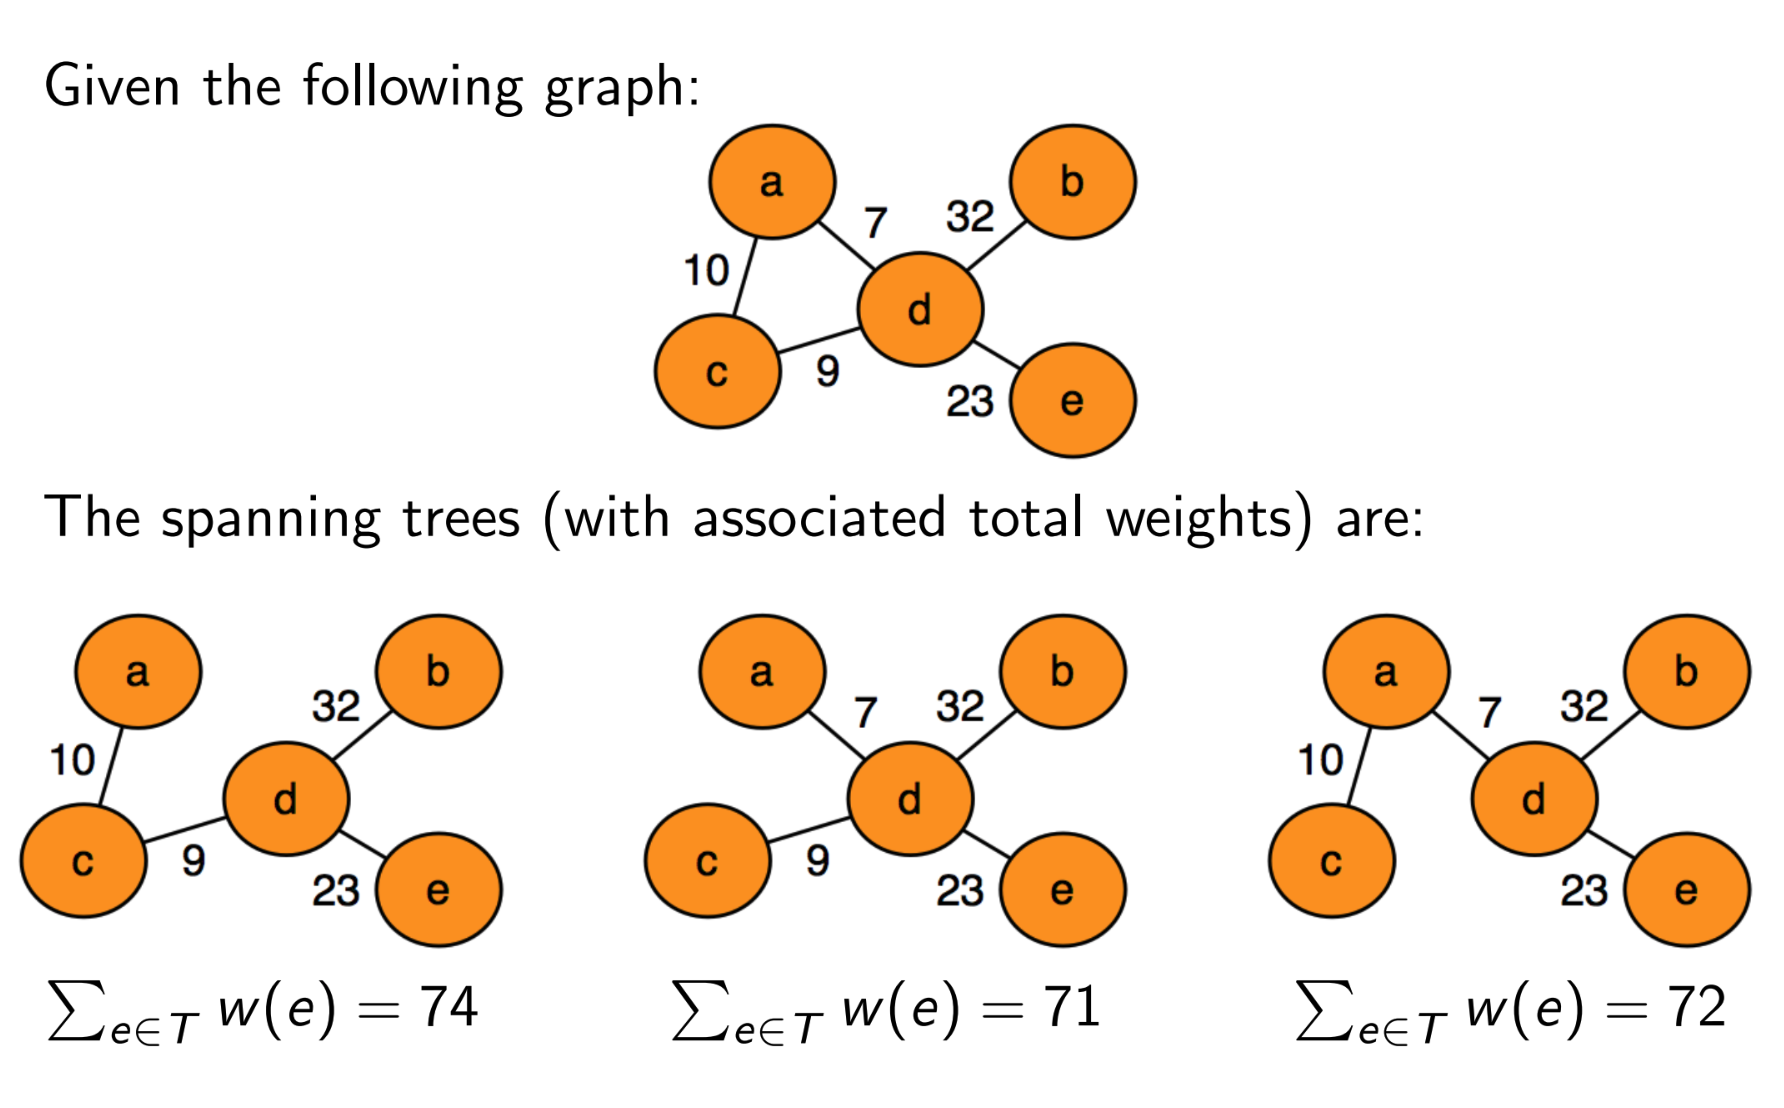 Given the following graph:
a b
7 32
10
d
c 9
23 e
The spanning trees (with associated total weights) are:
a b a b a b
32 7 32 7 32
10 10
d d d
c 9 c 9 c
23 e 23 e 23 e
∑e∈T w(e) = 74 ∑e∈T w(e) = 71 ∑e∈T w(e) = 72